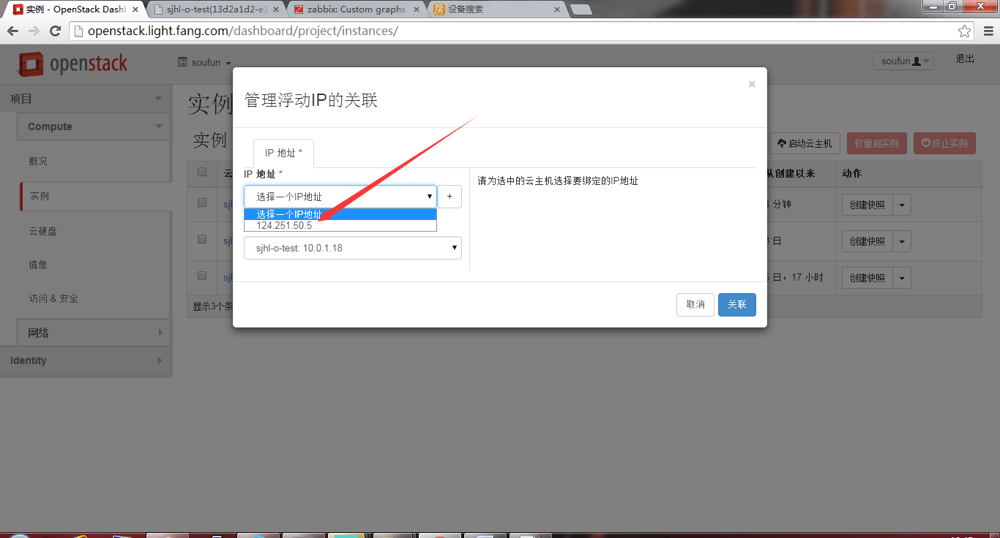 实例 - OpenStack Dashb
sjhl-o-test(13d2a1d2-e1
zabbix: Custom graphs
设备搜索
openstack.light.fang.com/dashboard/project/instances/
openstack
soufun
soufun
退出
项目
Compute
概况
实例
云硬盘
镜像
访问 & 安全
网络
Identity
实例
实例
启动云主机
软重启实例
终止实例
云
从创建以来
动作
sjh
分钟
创建快照
sjh
日
创建快照
sjh
日，17 小时
创建快照
显示3个条
管理浮动IP的关联
×
IP 地址 *
IP 地址 *
选择一个IP地址
+
选择一个IP地址
124.251.50.5
sjhl-o-test: 10.0.1.18
请为选中的云主机选择要绑定的IP地址
取消
关联